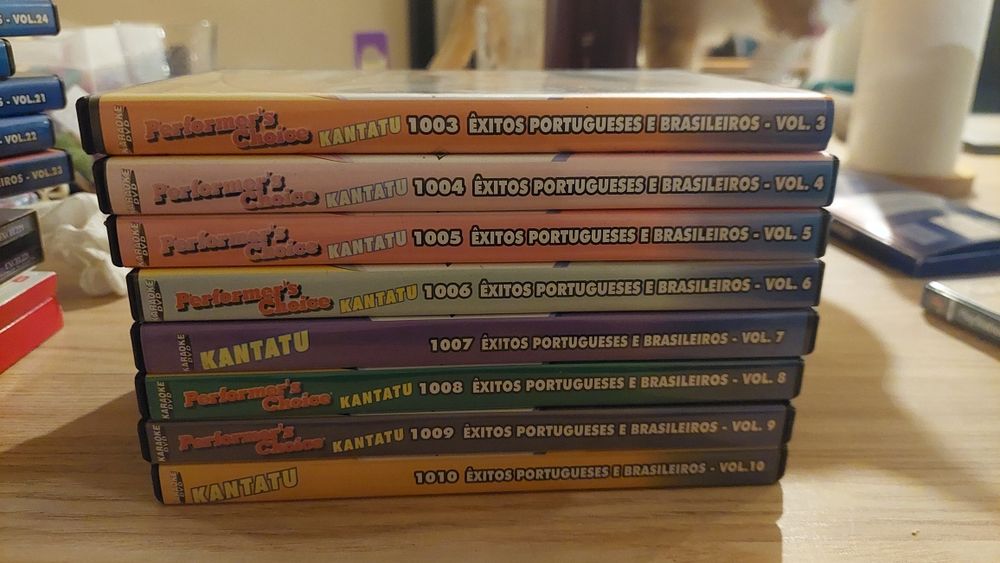 - VOL.24
- VOL.21
- VOL.22
IROS - VOL.23
KARAOKE DVD Performer's Choice KANTATU 1003 ÊXITOS PORTUGUESES E BRASILEIROS - VOL. 3
KARAOKE DVD Performer's Choice KANTATU 1004 ÊXITOS PORTUGUESES E BRASILEIROS - VOL. 4
KARAOKE DVD Performer's Choice KANTATU 1005 ÊXITOS PORTUGUESES E BRASILEIROS - VOL. 5
KARAOKE DVD Performer's Choice KANTATU 1006 ÊXITOS PORTUGUESES E BRASILEIROS - VOL. 6
KARAOKE DVD KANTATU 1007 ÊXITOS PORTUGUESES E BRASILEIROS - VOL. 7
KARAOKE DVD Performer's Choice KANTATU 1008 ÊXITOS PORTUGUESES E BRASILEIROS - VOL. 8
KARAOKE DVD Performer's Choice KANTATU 1009 ÊXITOS PORTUGUESES E BRASILEIROS - VOL. 9
KARAOKE DVD KANTATU 1010 ÊXITOS PORTUGUESES E BRASILEIROS - VOL.10